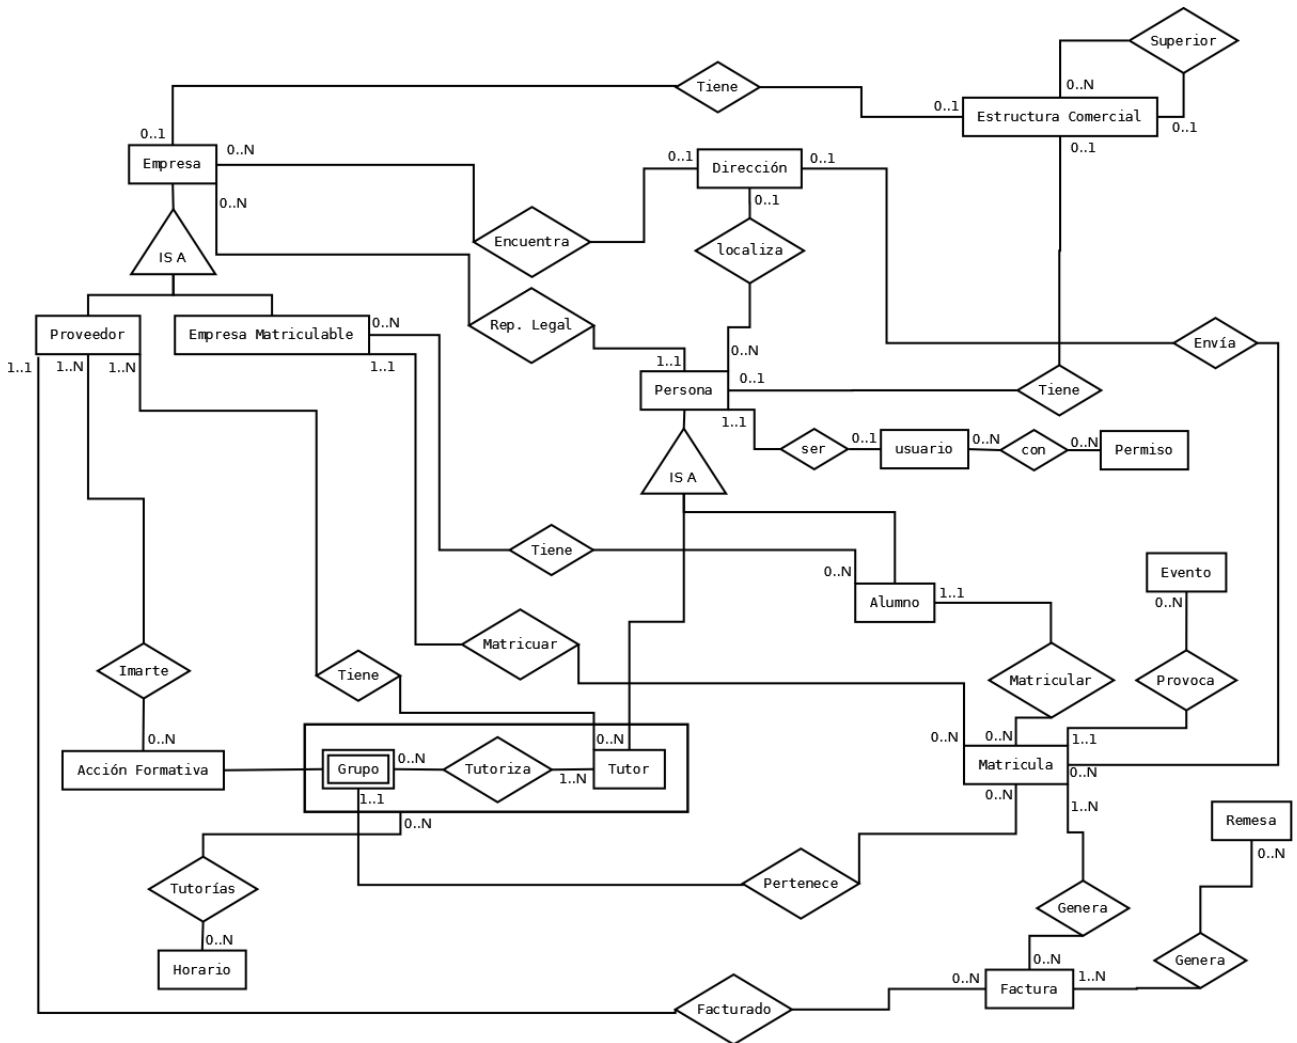 Superior
Tiene
0..N
0..1
Estructura Comercial
0..1
0..1
0..1
Empresa
0..N
0..1
Dirección
0..1
0..1
0..N
Encuentra
localiza
IS A
Rep. Legal
Proveedor
Empresa Matriculable
0..N
Envía
0..N
1..1
1..N
1..N
1..1
1..1
Persona
0..1
Tiene
1..1
ser
0..1
usuario
0..N
con
0..N
Permiso
IS A
Tiene
0..N
Evento
Alumno
1..1
0..N
Matricuar
Imarte
Tiene
Matricular
Provoca
0..N
0..N
0..N
0..N
1..1
Acción Formativa
Grupo
0..N
Tutoriza
1..N
Tutor
Matricula
0..N
1..1
0..N
1..N
0..N
Remesa
0..N
Tutorías
Pertenece
Genera
0..N
Horario
Genera
0..N
0..N
Factura
1..N
Facturado